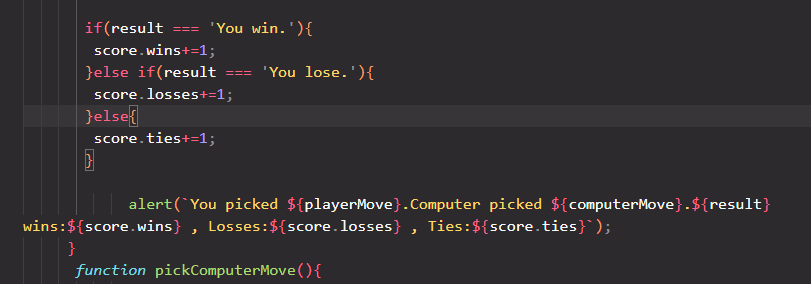 if(result === 'You win.'){
score.wins+=1;
}else if(result === 'You lose.'){
score.losses+=1;
}else{
score.ties+=1;
}
alert(`You picked ${playerMove}.Computer picked ${computerMove}.${result}
wins:${score.wins} , Losses:${score.losses} , Ties:${score.ties}`);
}
function pickComputerMove(){